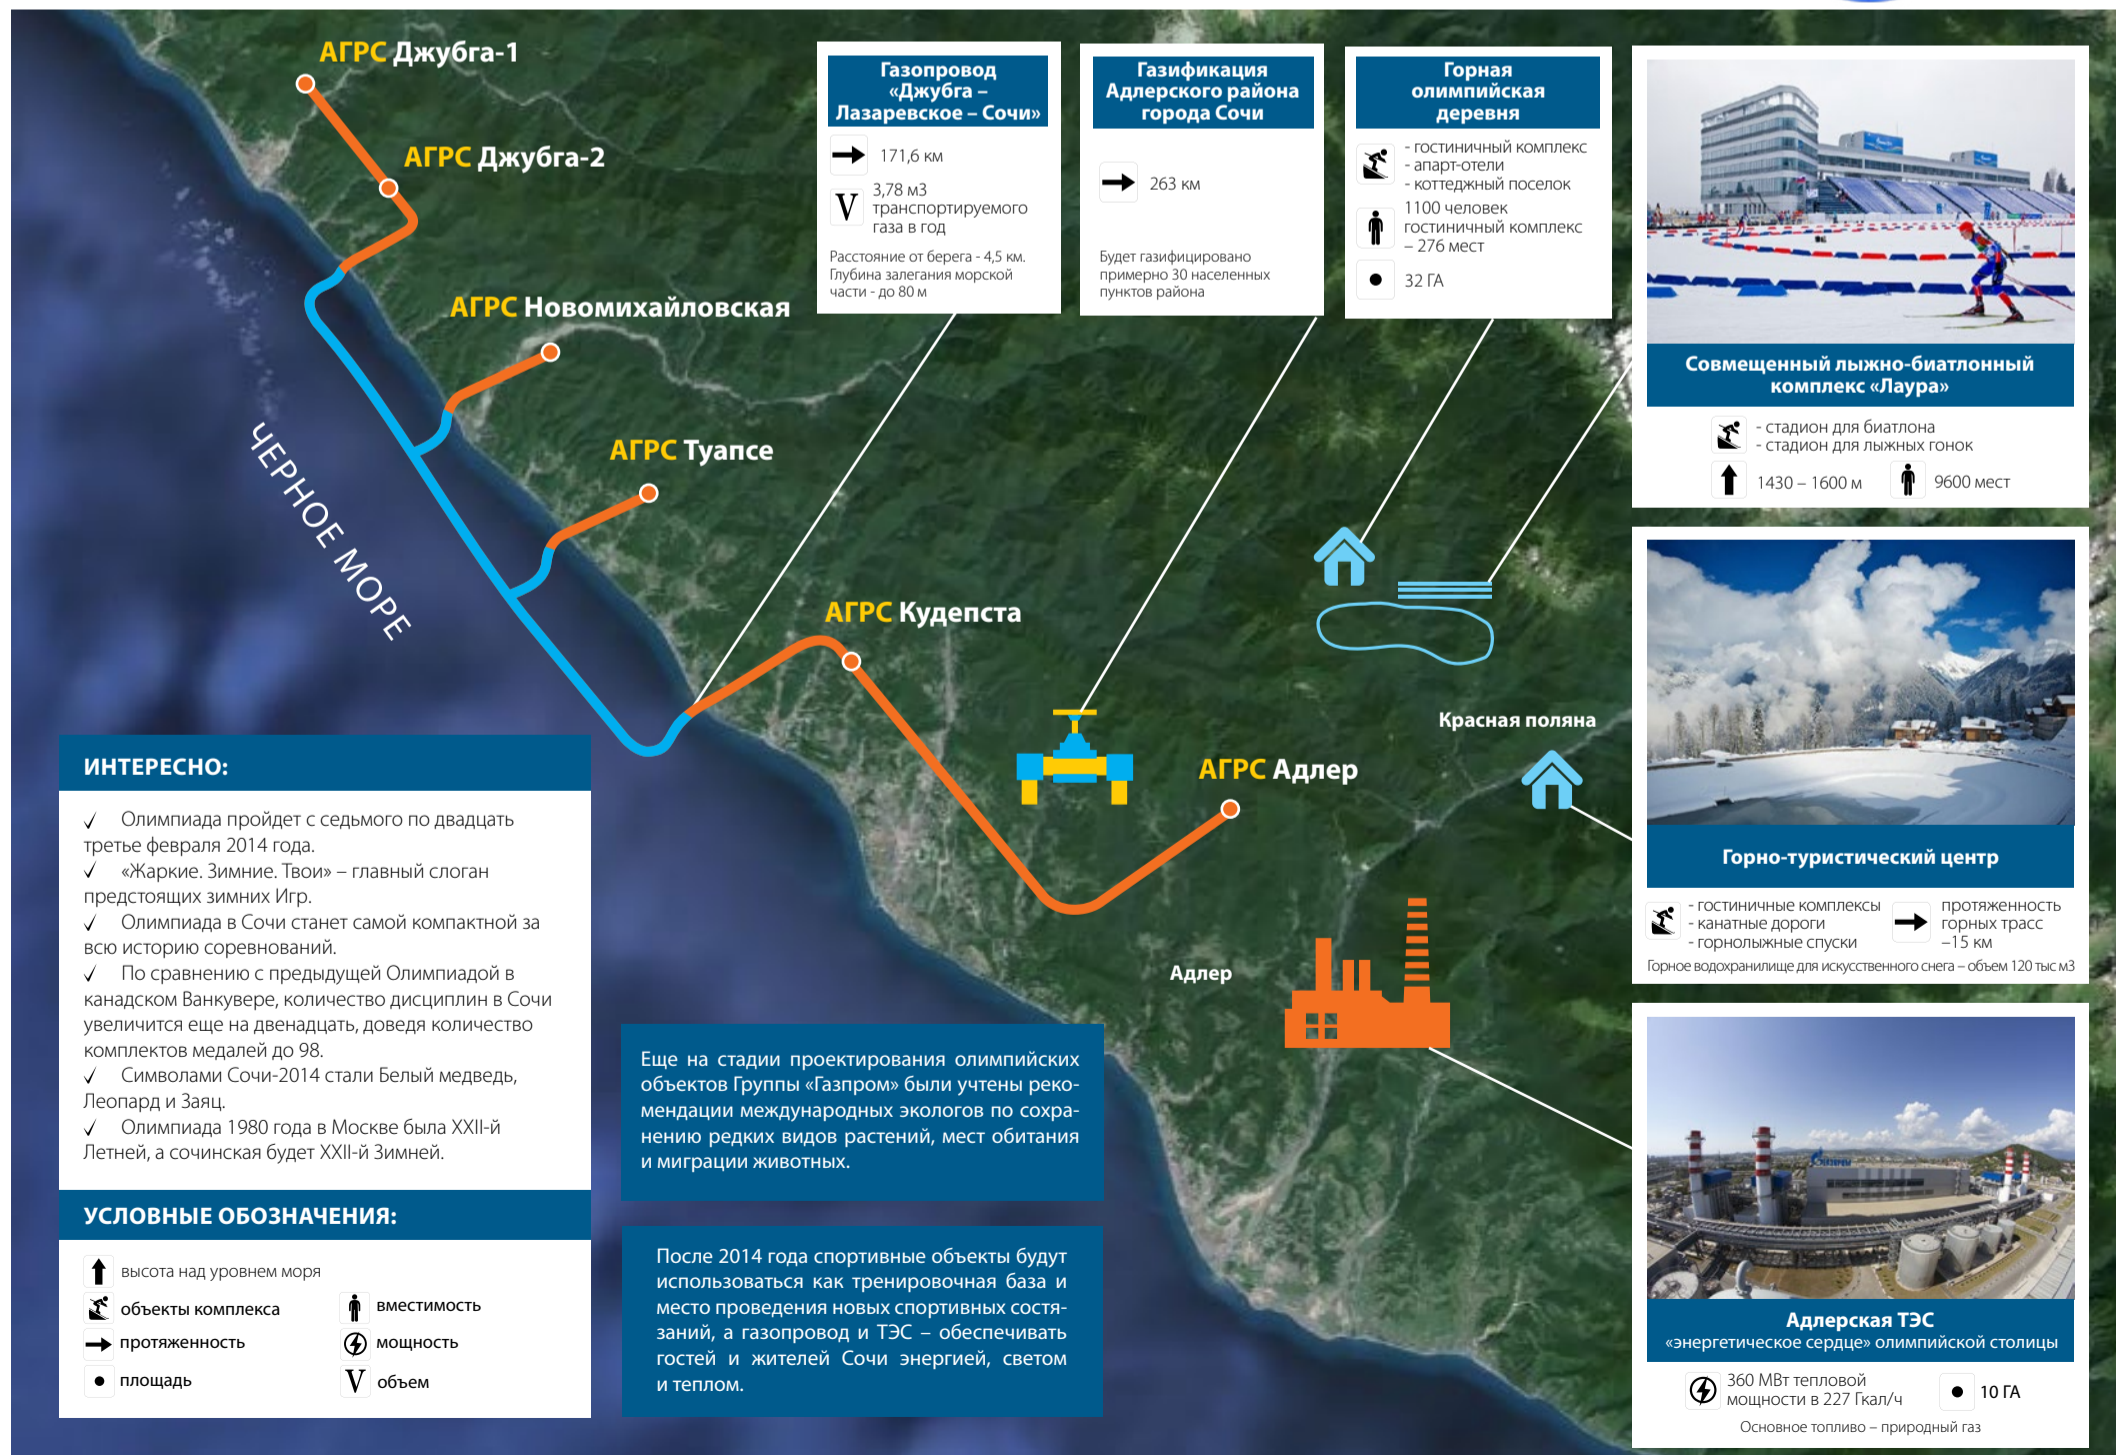 АГРС Джубга-1
АГРС Джубга-2
АГРС Новомихайловская
АГРС Туапсе
АГРС Кудепста
АГРС Адлер
ЧЕРНОЕ МОРЕ
Красная поляна
Адлер
Газопровод
«Джубга –
Лазаревское – Сочи»
171,6 км
V
3,78 м3
транспортируемого
газа в год
Расстояние от берега - 4,5 км.
Глубина залегания морской
части - до 80 м
Газификация
Адлерского района
города Сочи
263 км
Будет газифицировано
примерно 30 населенных
пунктов района
Горная
олимпийская
деревня
- гостиничный комплекс
- апарт-отели
- коттеджный поселок
1100 человек
гостиничный комплекс
– 276 мест
32 ГА
Совмещенный лыжно-биатлонный
комплекс «Лаура»
- стадион для биатлона
- стадион для лыжных гонок
1430 – 1600 м
9600 мест
Горно-туристический центр
- гостиничные комплексы
- канатные дороги
- горнолыжные спуски
протяженность
горных трасс
–15 км
Горное водохранилище для искусственного снега – объем 120 тыс м3
ГАЗПРОМ
Адлерская ТЭС
«энергетическое сердце» олимпийской столицы
360 МВт тепловой
мощности в 227 Гкал/ч
10 ГА
Основное топливо – природный газ
ИНТЕРЕСНО:
✓ Олимпиада пройдет с седьмого по двадцать
третье февраля 2014 года.
✓ «Жаркие. Зимние. Твои» – главный слоган
предстоящих зимних Игр.
✓ Олимпиада в Сочи станет самой компактной за
всю историю соревнований.
✓ По сравнению с предыдущей Олимпиадой в
канадском Ванкувере, количество дисциплин в Сочи
увеличится еще на двенадцать, доведя количество
комплектов медалей до 98.
✓ Символами Сочи-2014 стали Белый медведь,
Леопард и Заяц.
✓ Олимпиада 1980 года в Москве была XXII-й
Летней, а сочинская будет XXII-й Зимней.
УСЛОВНЫЕ ОБОЗНАЧЕНИЯ:
высота над уровнем моря
объекты комплекса
протяженность
площадь
вместимость
мощность
V объем
Еще на стадии проектирования олимпийских
объектов Группы «Газпром» были учтены реко-
мендации международных экологов по сохра-
нению редких видов растений, мест обитания
и миграции животных.
После 2014 года спортивные объекты будут
использоваться как тренировочная база и
место проведения новых спортивных состя-
заний, а газопровод и ТЭС – обеспечивать
гостей и жителей Сочи энергией, светом
и теплом.